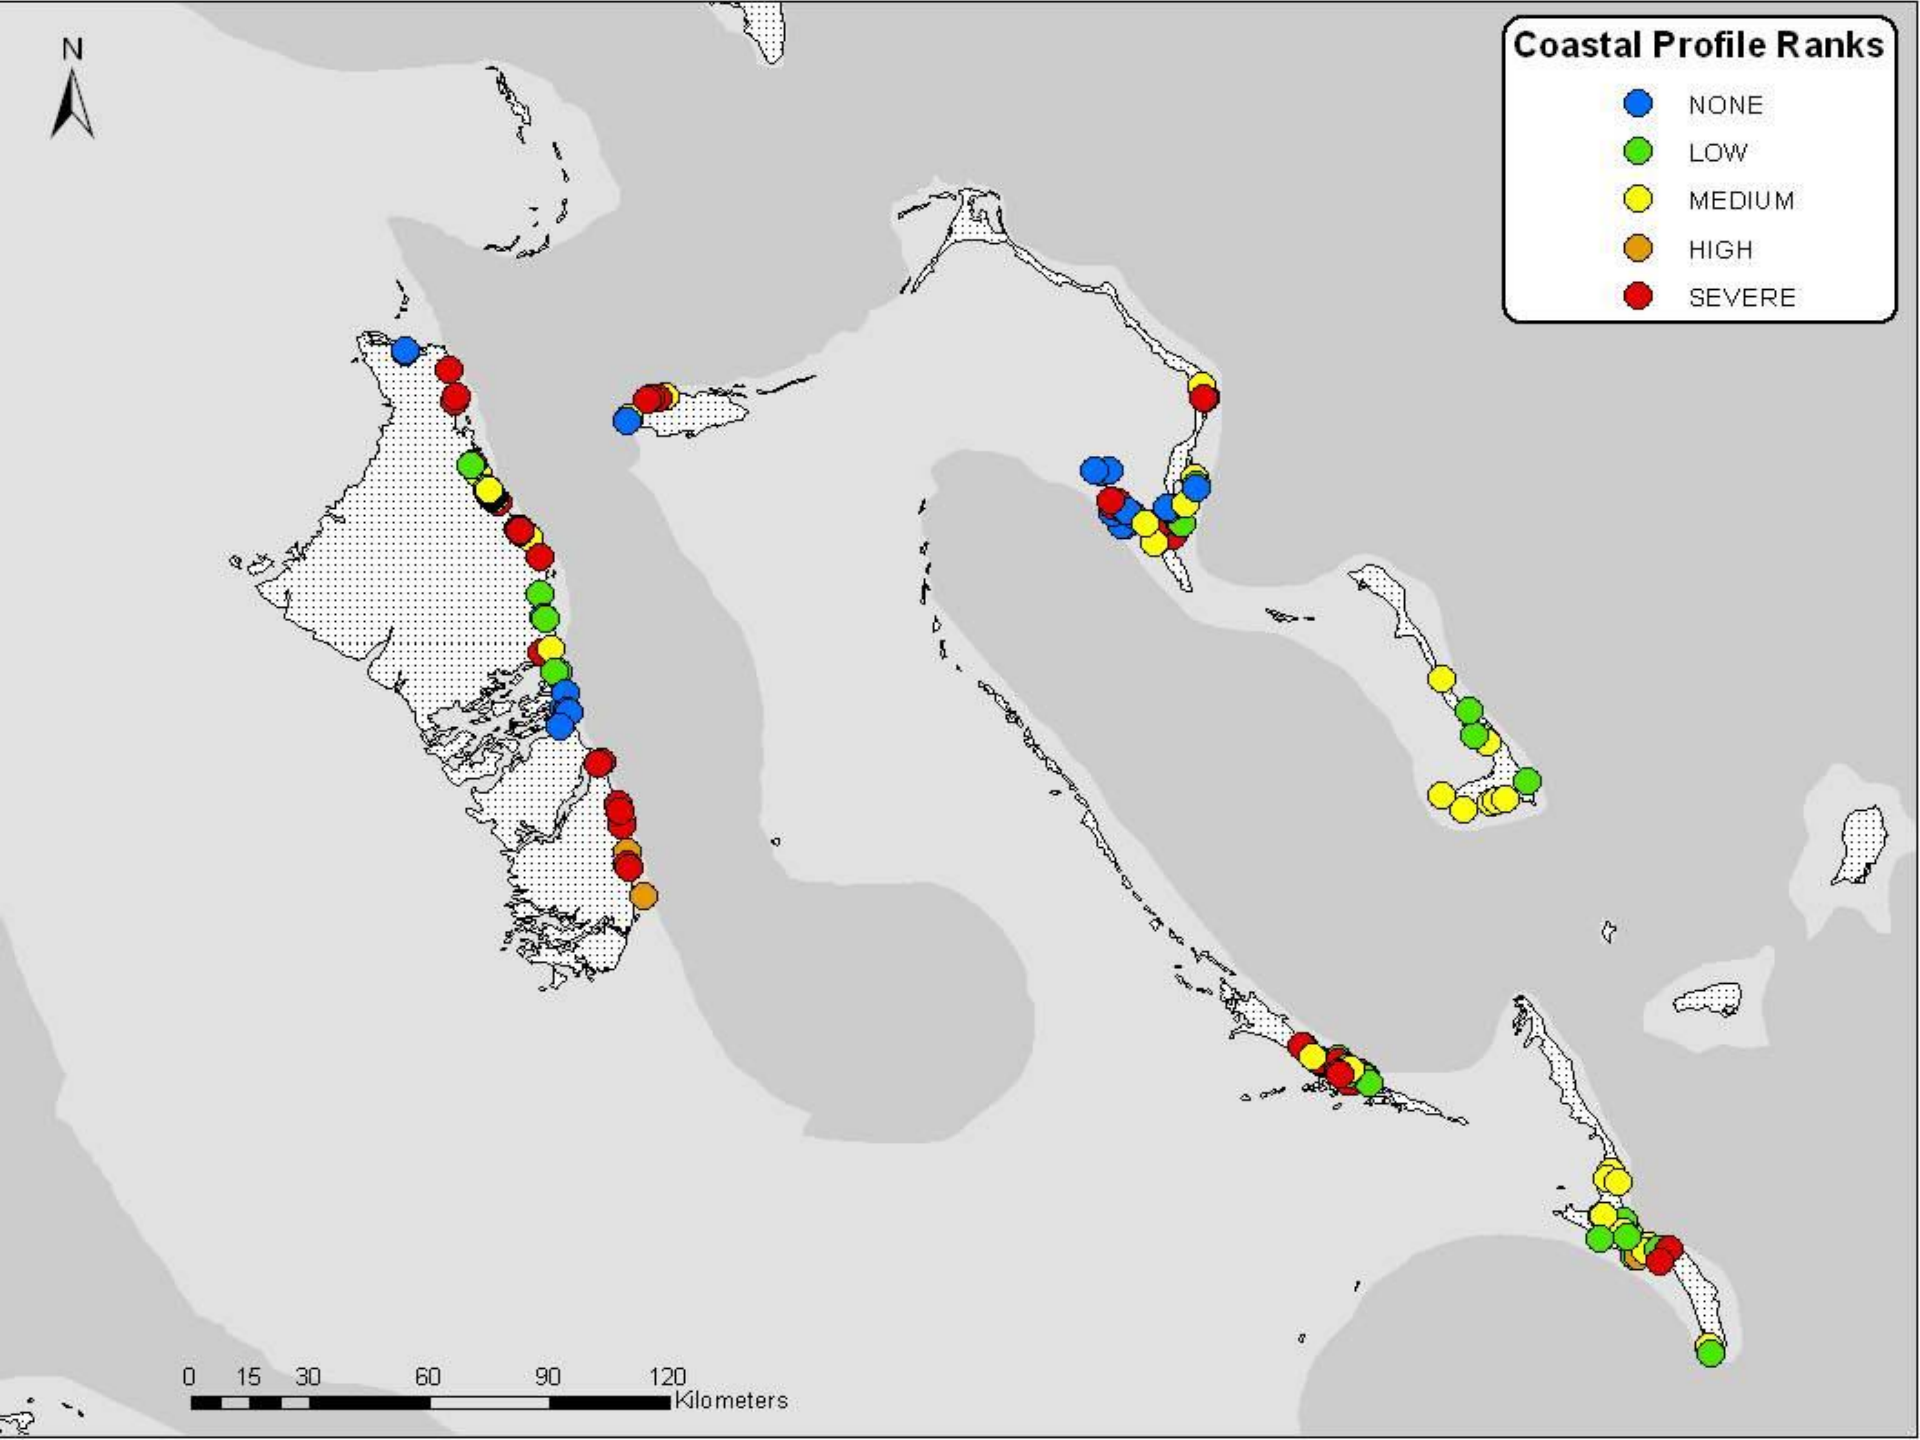 N
Coastal Profile Ranks
NONE
LOW
MEDIUM
HIGH
SEVERE
0 15 30 60 90 120
Kilometers